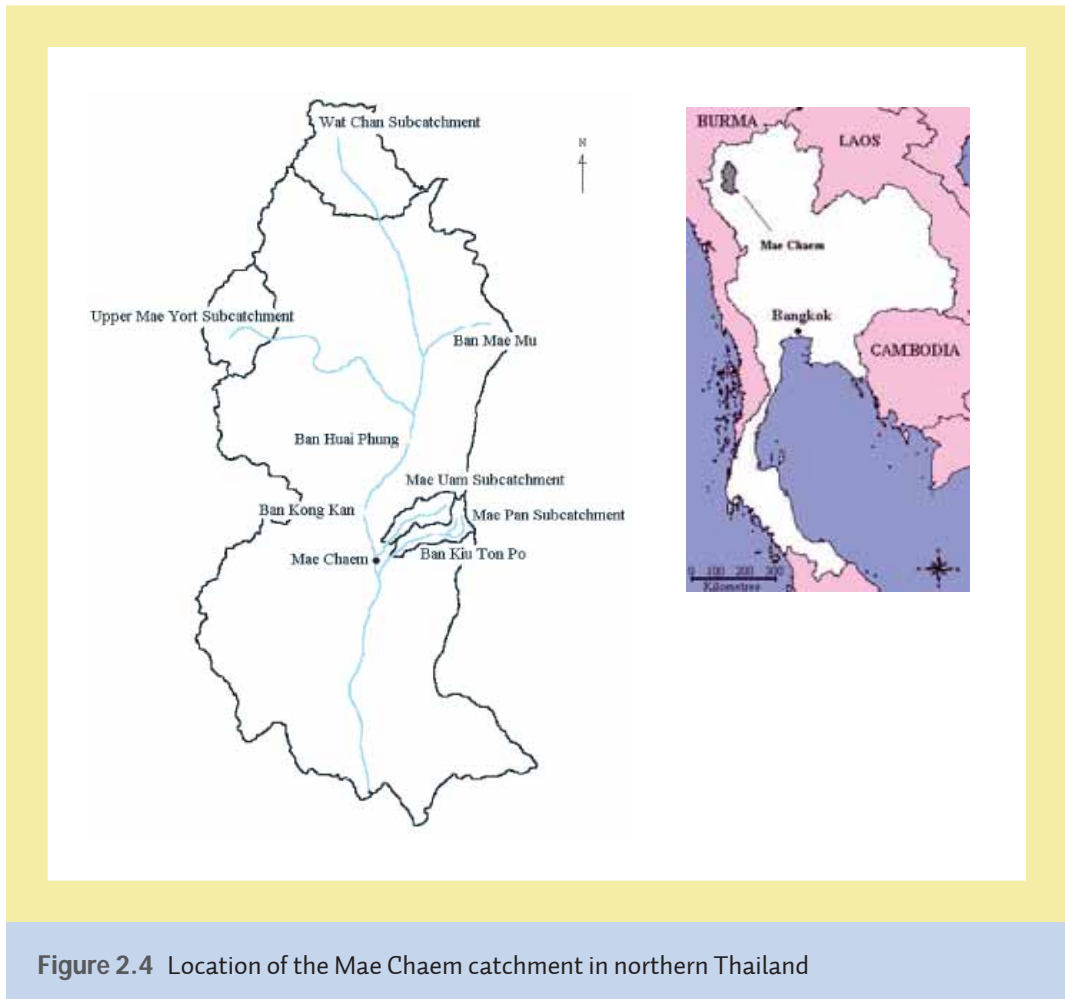 Wat Chan Subcatchment
N
Upper Mae Yort Subcatchment
Ban Mae Mu
Ban Huai Phung
Mae Uam Subcatchment
Ban Kong Kan
Mae Pan Subcatchment
Mae Chaem
Ban Kiu Ton Po
BURMA
LAOS
Mae Chaem
Bangkok
CAMBODIA
0 100 200 300
Kilometres
Figure 2.4 Location of the Mae Chaem catchment in northern Thailand